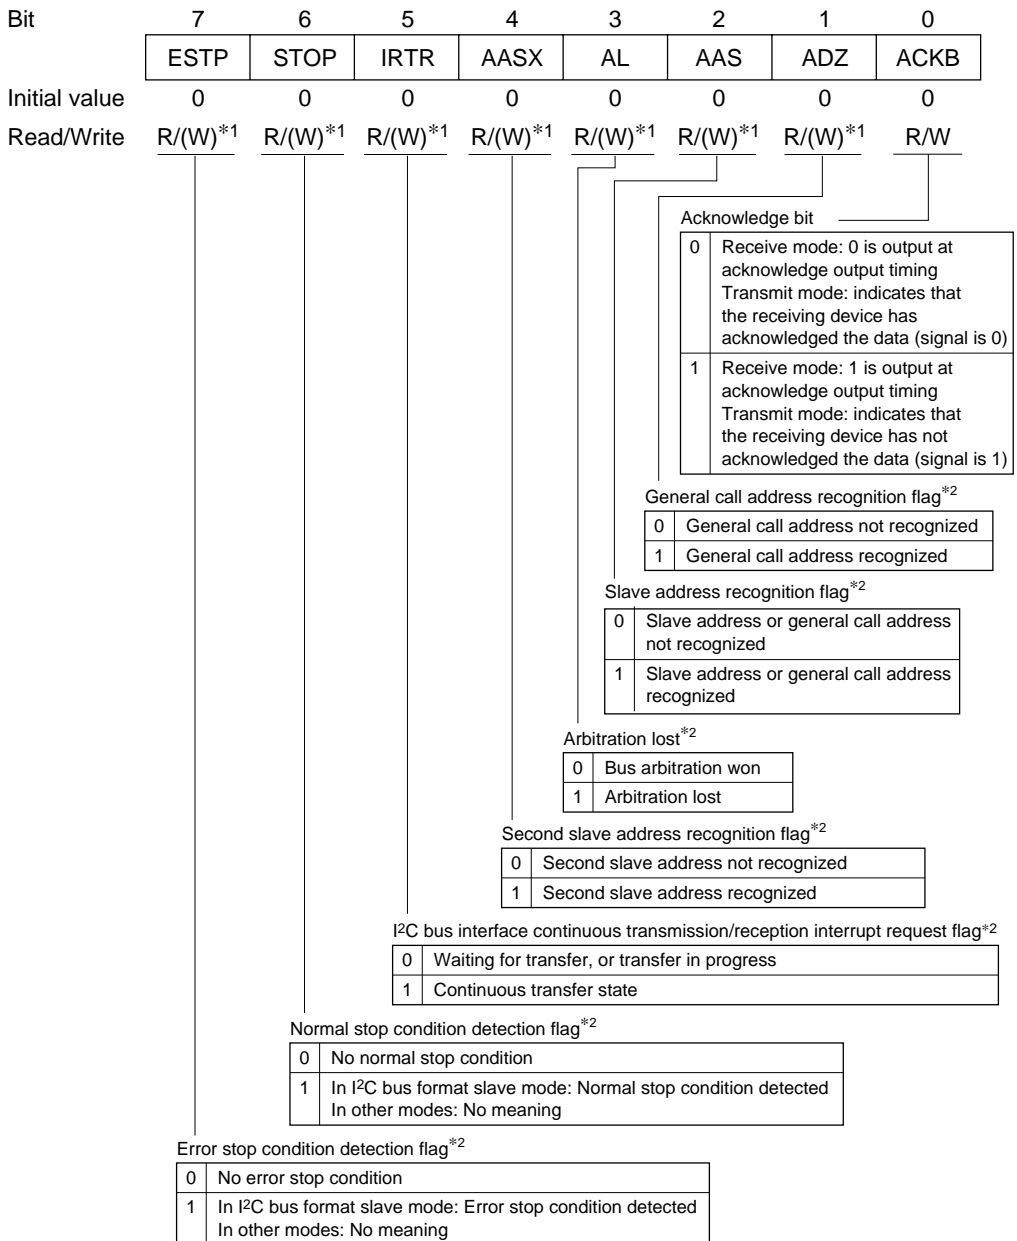 Bit 7 6 5 4 3 2 1 0
ESTP STOP IRTR AASX AL AAS ADZ ACKB
Initial value 0 0 0 0 0 0 0 0
Read/Write R/(W)*1 R/(W)*1 R/(W)*1 R/(W)*1 R/(W)*1 R/(W)*1 R/(W)*1 R/W
Acknowledge bit
0 Receive mode: 0 is output at
acknowledge output timing
Transmit mode: indicates that
the receiving device has
acknowledged the data (signal is 0)
1 Receive mode: 1 is output at
acknowledge output timing
Transmit mode: indicates that
the receiving device has not
acknowledged the data (signal is 1)
General call address recognition flag*2
0 General call address not recognized
1 General call address recognized
Slave address recognition flag*2
0 Slave address or general call address
not recognized
1 Slave address or general call address
recognized
Arbitration lost*2
0 Bus arbitration won
1 Arbitration lost
Second slave address recognition flag*2
0 Second slave address not recognized
1 Second slave address recognized
I2C bus interface continuous transmission/reception interrupt request flag*2
0 Waiting for transfer, or transfer in progress
1 Continuous transfer state
Normal stop condition detection flag*2
0 No normal stop condition
1 In I2C bus format slave mode: Normal stop condition detected
In other modes: No meaning
Error stop condition detection flag*2
0 No error stop condition
1 In I2C bus format slave mode: Error stop condition detected
In other modes: No meaning